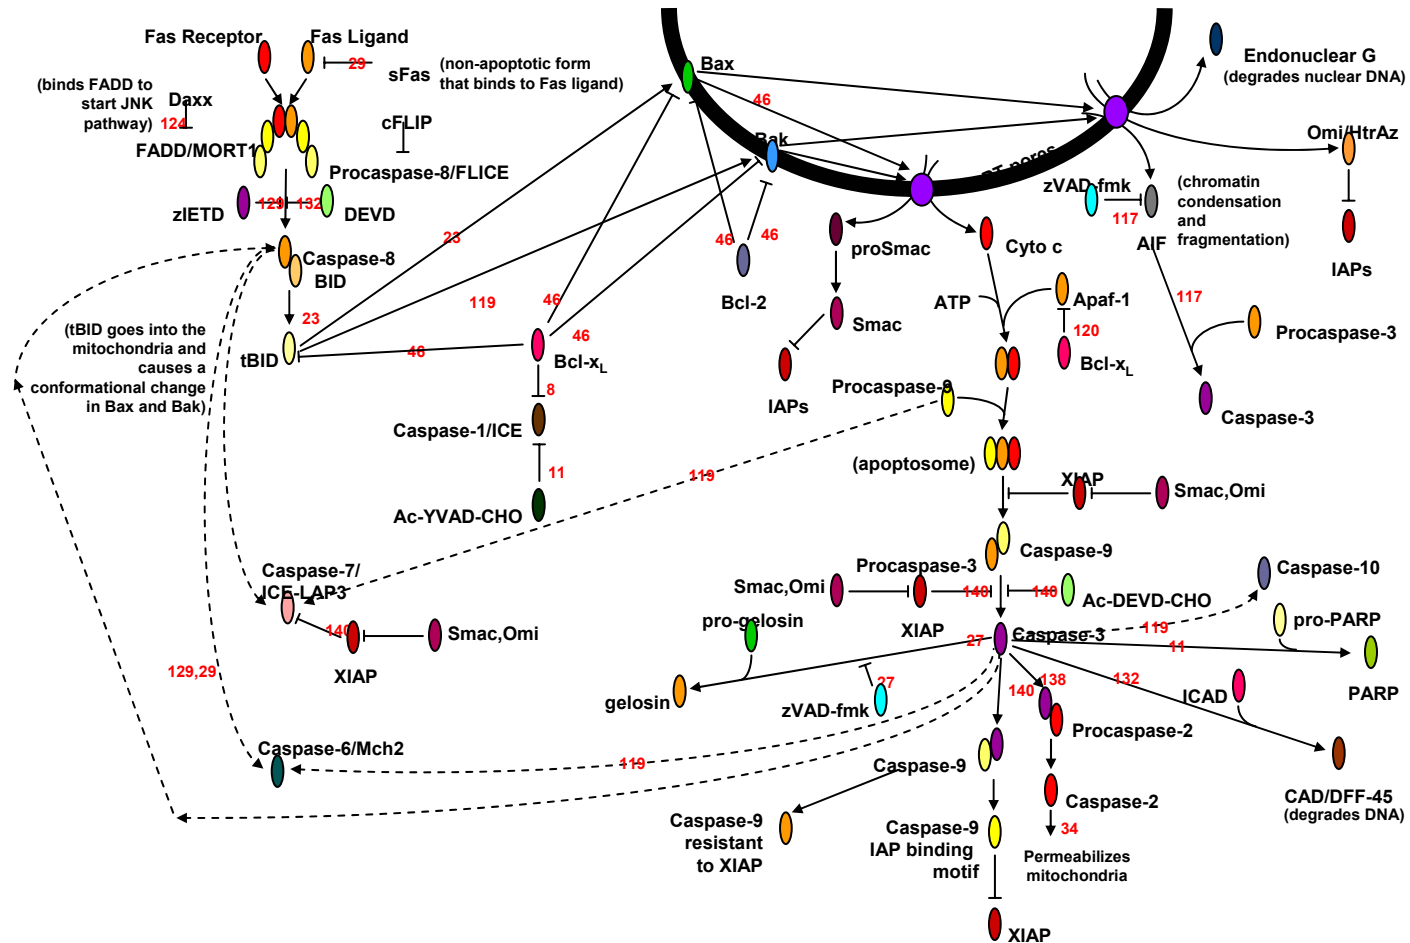 Fas Receptor
Fas Ligand
29
sFas
(non-apoptotic form
that binds to Fas ligand)
(binds FADD to
start JNK
pathway)
Daxx
124
cFLIP
FADD/MORT1
Procaspase-8/FLICE
zIETD
129
132
DEVD
Caspase-8
BID
23
tBID
(tBID goes into the
mitochondria and
causes a
conformational change
in Bax and Bak)
23
119
46
46
46
Bcl-xL
8
Caspase-1/ICE
11
Ac-YVAD-CHO
Bax
46
Bak
46
46
Bcl-2
PT pores
Endonuclear G
(degrades nuclear DNA)
Omi/HtrAz
IAPs
zVAD-fmk
117
AIF
(chromatin
condensation
and
fragmentation)
117
Procaspase-3
Caspase-3
proSmac
Smac
IAPs
Cyto c
ATP
Apaf-1
120
Bcl-xL
Procaspase-9
(apoptosome)
119
XIAP
Smac,Omi
Caspase-9
Procaspase-3
Smac,Omi
140
140
XIAP
Ac-DEVD-CHO
Caspase-10
119
Caspase-3
pro-PARP
11
PARP
27
pro-gelosin
gelosin
27
zVAD-fmk
140
138
132
ICAD
CAD/DFF-45
(degrades DNA)
Procaspase-2
Caspase-2
34
Permeabilizes
mitochondria
Caspase-9
Caspase-9
resistant
to XIAP
Caspase-9
IAP binding
motif
XIAP
Caspase-7/
ICE-LAP3
140
XIAP
Smac,Omi
129,29
Caspase-6/Mch2
119